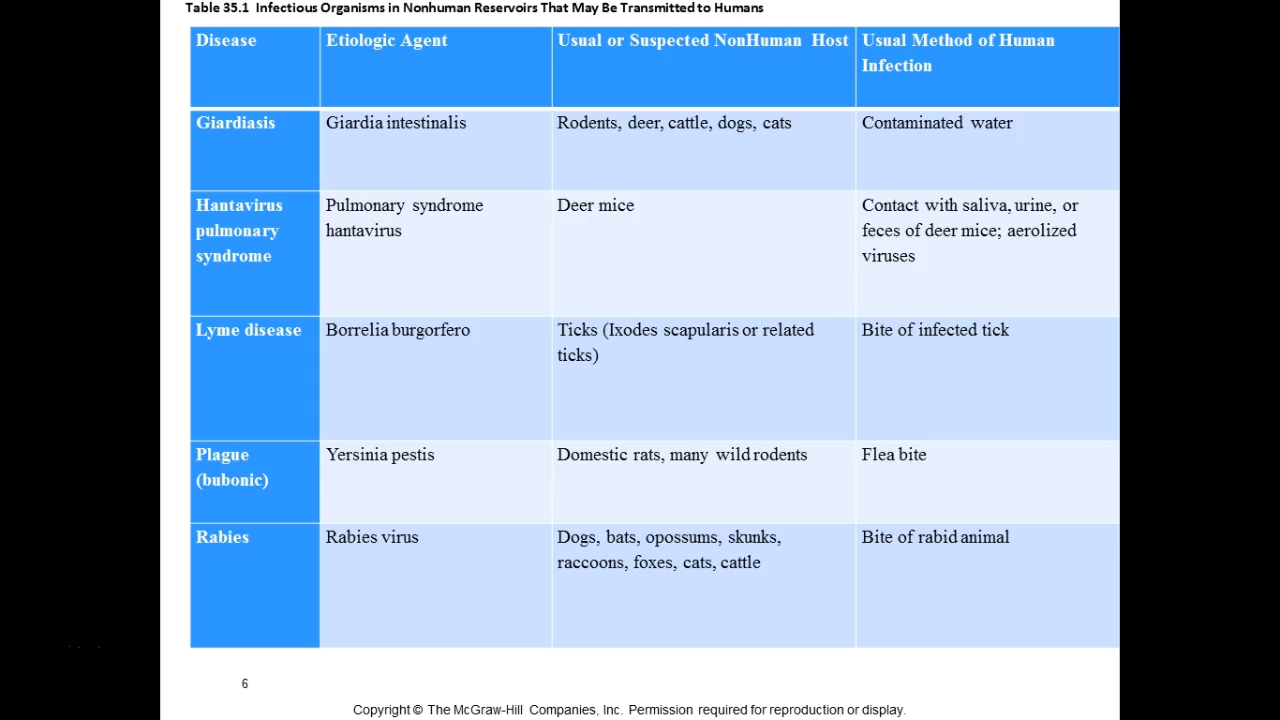 Table 35.1 Infectious Organisms in Nonhuman Reservoirs That May Be Transmitted to Humans
Disease
Etiologic Agent
Usual or Suspected NonHuman Host
Usual Method of Human
Infection
Giardiasis
Giardia intestinalis
Rodents, deer, cattle, dogs, cats
Contaminated water
Hantavirus
pulmonary
syndrome
Pulmonary syndrome
hantavirus
Deer mice
Contact with saliva, urine, or
feces of deer mice; aerolized
viruses
Lyme disease
Borrelia burgorfero
Ticks (Ixodes scapularis or related
ticks)
Bite of infected tick
Plague
(bubonic)
Yersinia pestis
Domestic rats, many wild rodents
Flea bite
Rabies
Rabies virus
Dogs, bats, opossums, skunks,
raccoons, foxes, cats, cattle
Bite of rabid animal
6
Copyright © The McGraw-Hill Companies, Inc. Permission required for reproduction or display.